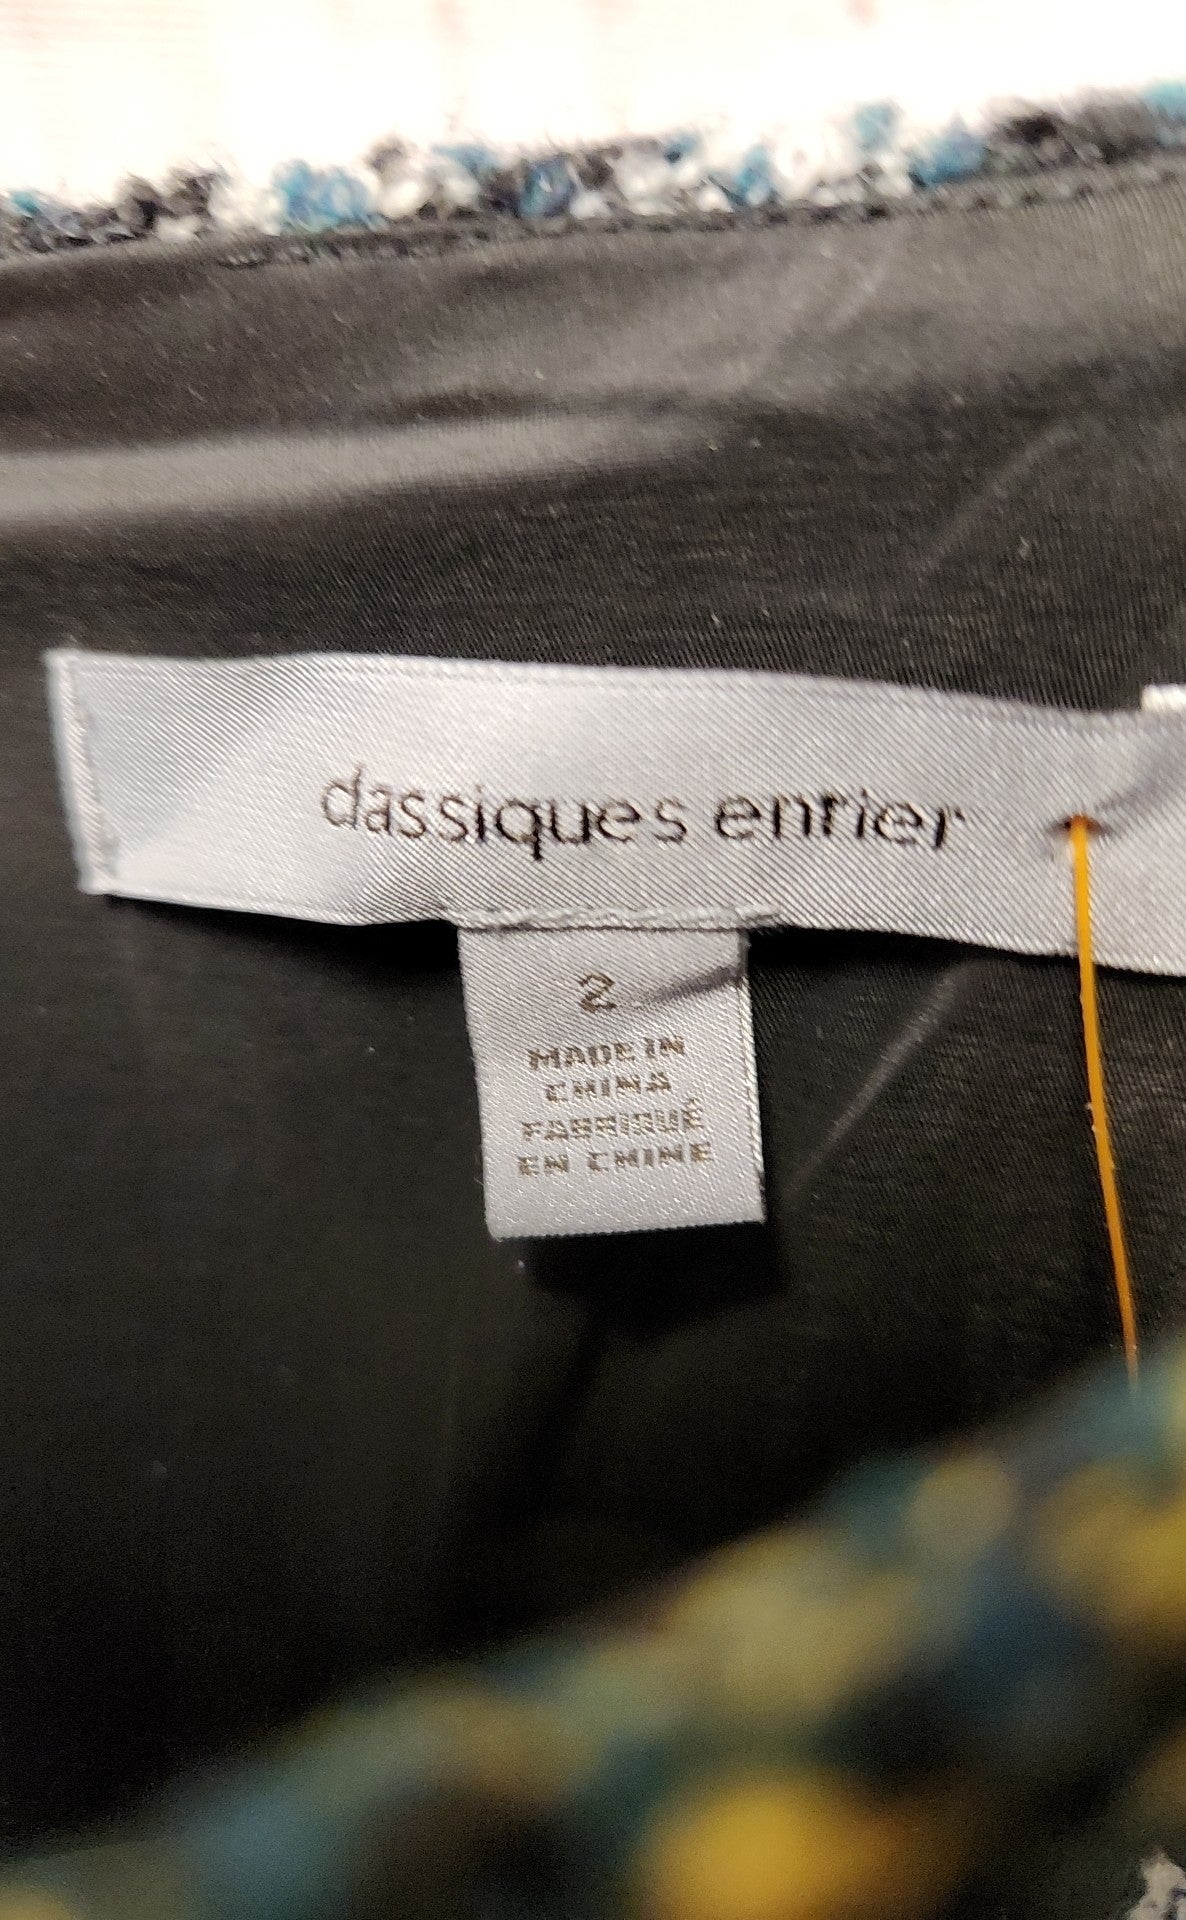 classiques entier
2
MADE IN
CHINA
FABRIQUÉ
EN CHINE